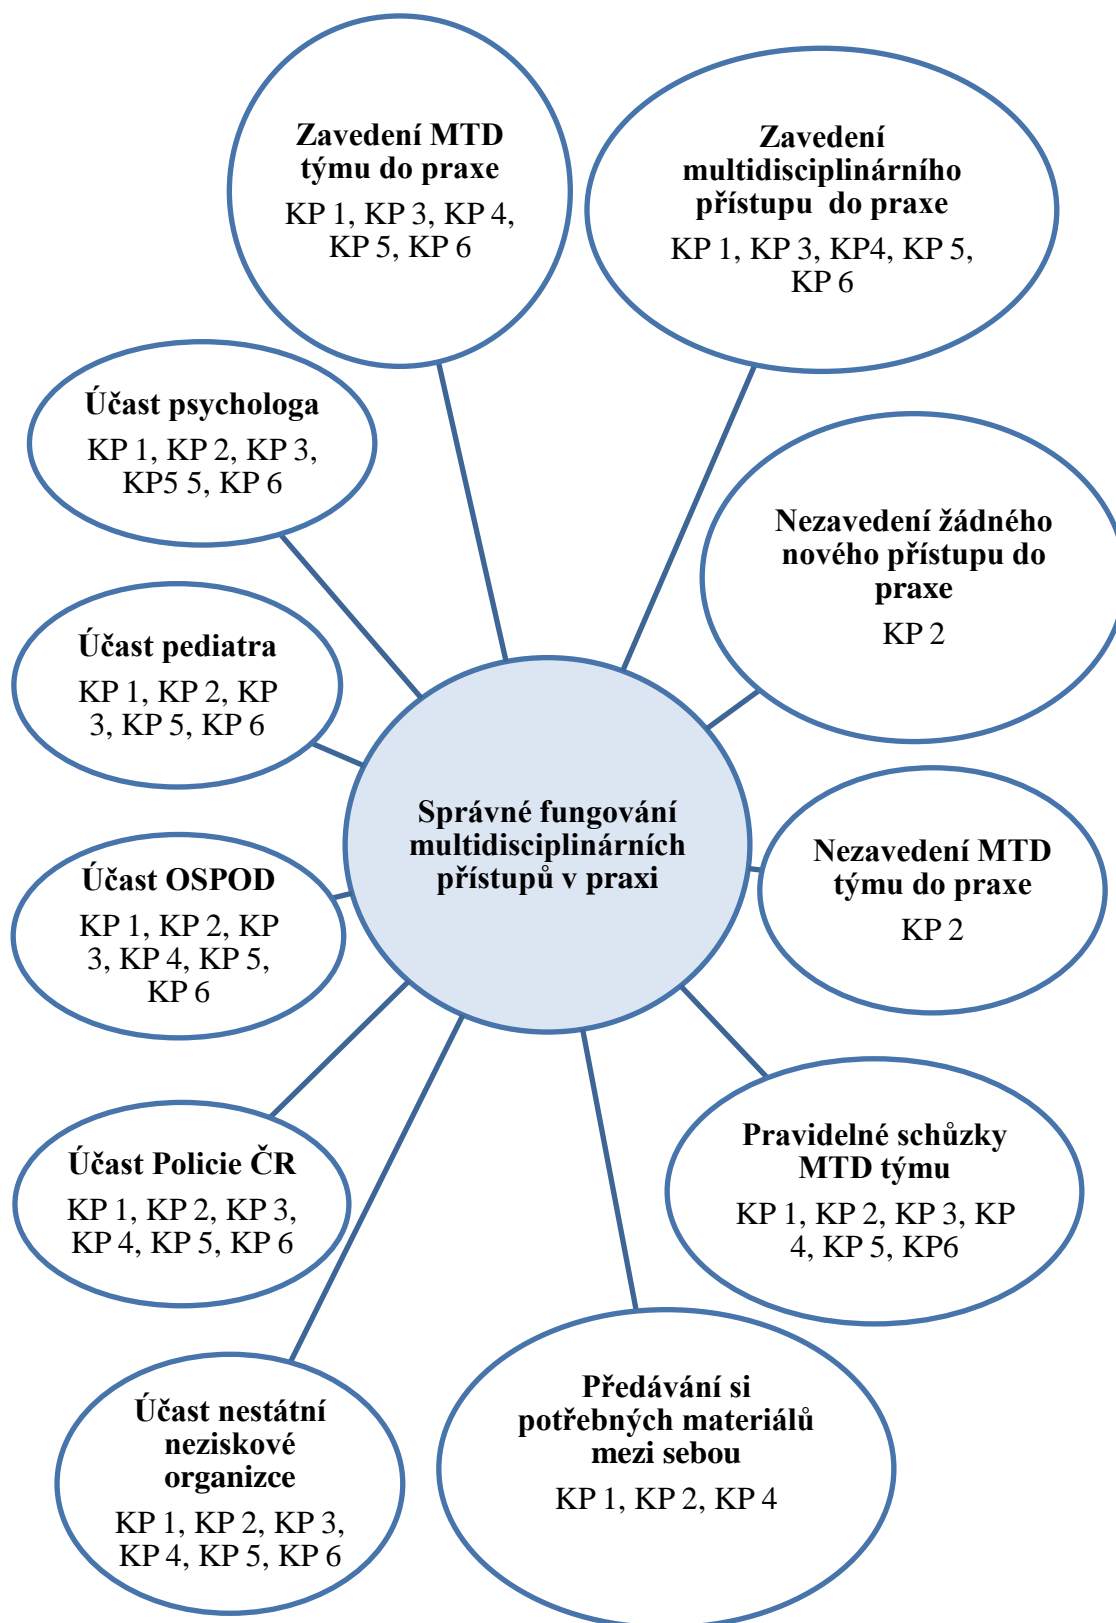 Zavedení MTD
týmu do praxe
KP 1, KP 3, KP 4,
KP 5, KP 6
Zavedení
multidisciplinárního
přístupu do praxe
KP 1, KP 3, KP4, KP 5,
KP 6
Účast psychologa
KP 1, KP 2, KP 3,
KP5 5, KP 6
Nezavedení žádného
nového přístupu do
praxe
KP 2
Účast pediatra
KP 1, KP 2, KP
3, KP 5, KP 6
Správné fungování
multidisciplinárních
přístupů v praxi
Nezavedení MTD
týmu do praxe
KP 2
Účast OSPOD
KP 1, KP 2, KP
3, KP 4, KP 5,
KP 6
Pravidelné schůzky
MTD týmu
KP 1, KP 2, KP 3, KP
4, KP 5, KP6
Účast Policie ČR
KP 1, KP 2, KP 3,
KP 4, KP 5, KP 6
Předávání si
potřebných materiálů
mezi sebou
KP 1, KP 2, KP 4
Účast nestátní
neziskové
organizce
KP 1, KP 2, KP 3,
KP 4, KP 5, KP 6